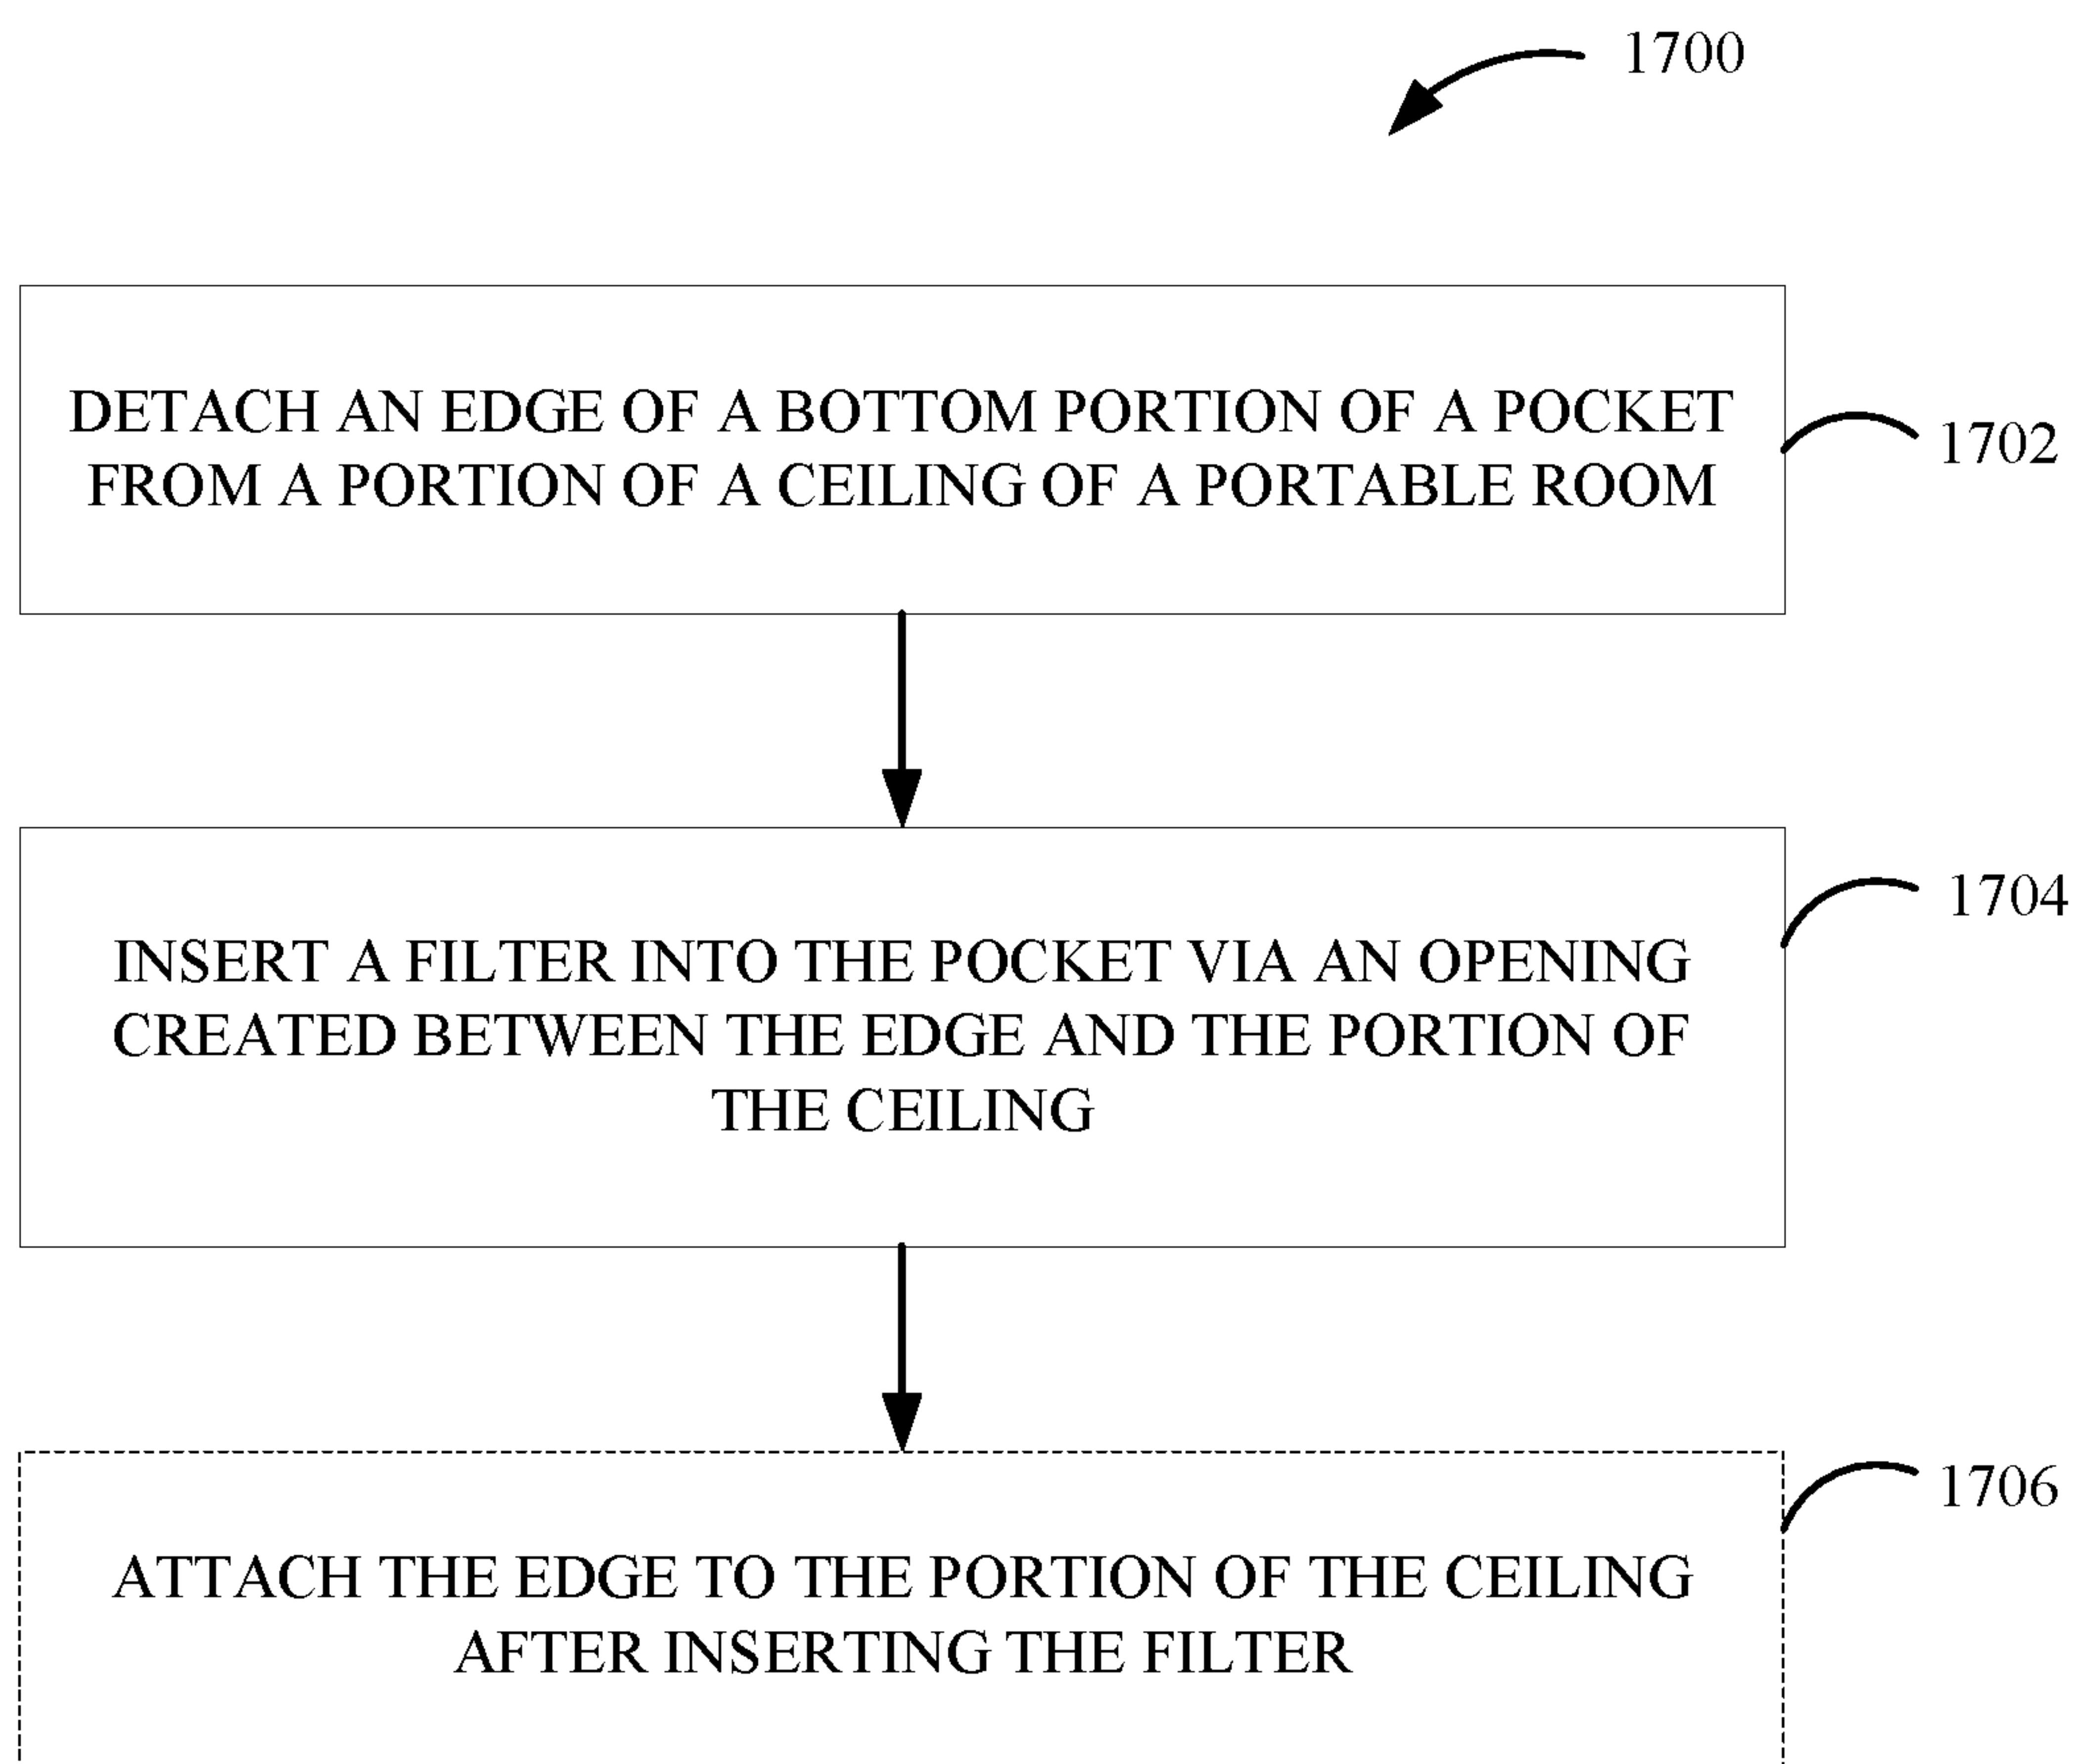 1700
DETACH AN EDGE OF A BOTTOM PORTION OF A POCKET
FROM A PORTION OF A CEILING OF A PORTABLE ROOM
1702
INSERT A FILTER INTO THE POCKET VIA AN OPENING
CREATED BETWEEN THE EDGE AND THE PORTION OF
THE CEILING
1704
ATTACH THE EDGE TO THE PORTION OF THE CEILING
AFTER INSERTING THE FILTER
1706